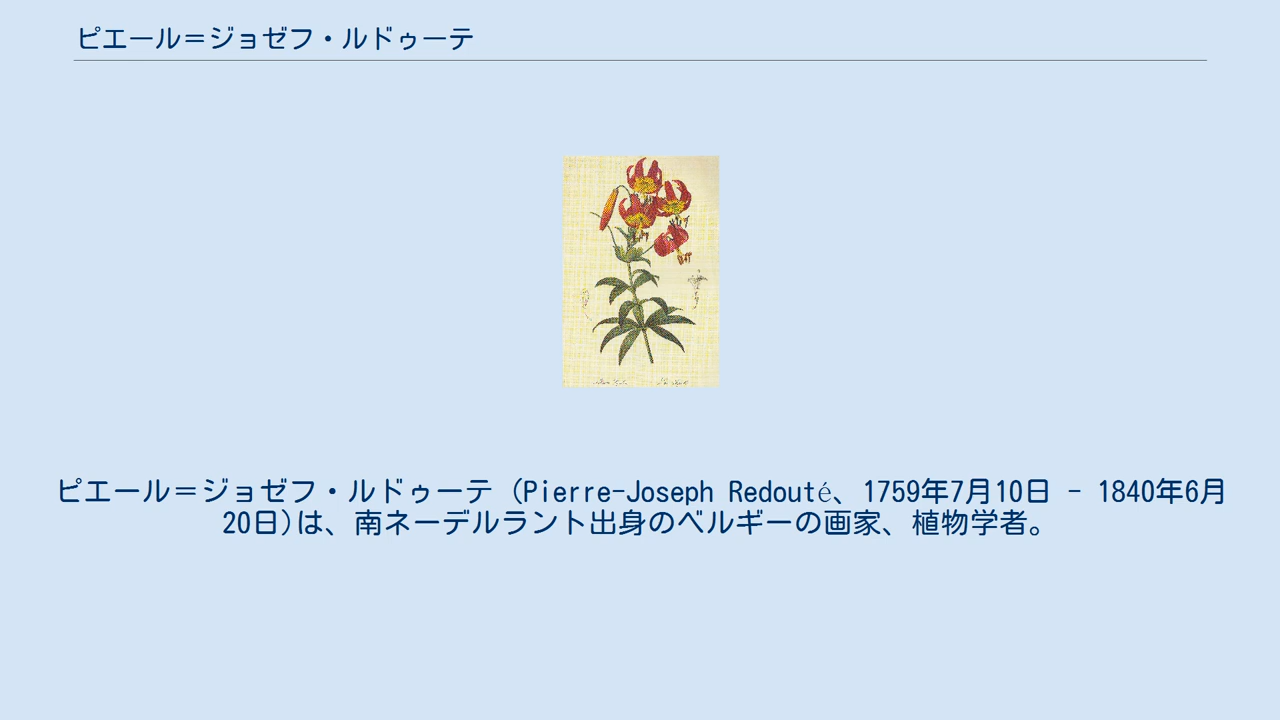 ピエール＝ジョゼフ・ルドゥーテ
ピエール＝ジョゼフ・ルドゥーテ (Pierre-Joseph Redouté、1759年7月10日 - 1840年6月
20日)は、南ネーデルラント出身のベルギーの画家、植物学者。